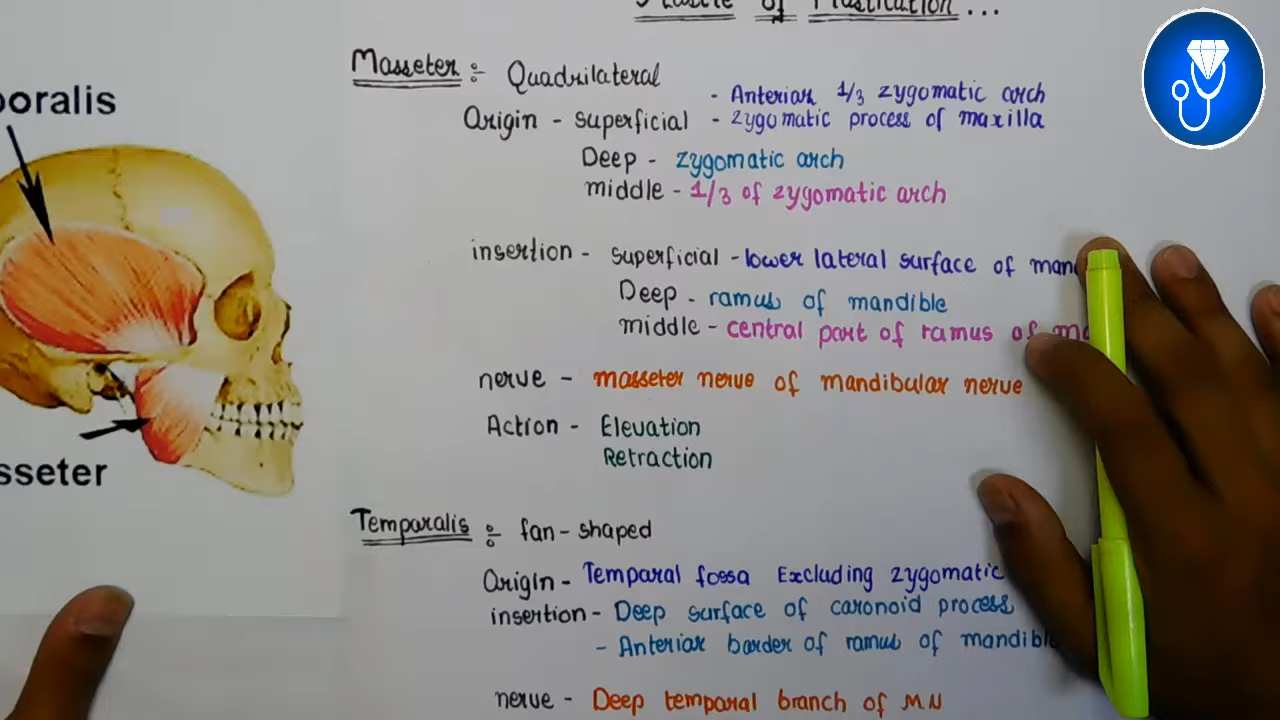 of Mastication...
poralis
Masseter :- Quadrilateral
- Anterior 1/3 zygomatic arch
Origin - superficial - zygomatic process of maxilla
Deep - zygomatic arch
middle - 1/3 of zygomatic arch
insertion - superficial - lower lateral surface of man
Deep - ramus of mandible
middle - central part of ramus of
nerve - masseter nerve of mandibular nerve
Action - Elevation
Retraction
sseter
Temporalis :- fan-shaped
Origin - Temporal fossa Excluding zygomatic
insertion - Deep surface of coronoid process
- Anterior border of ramus of mandible
nerve - Deep temporal branch of M.N